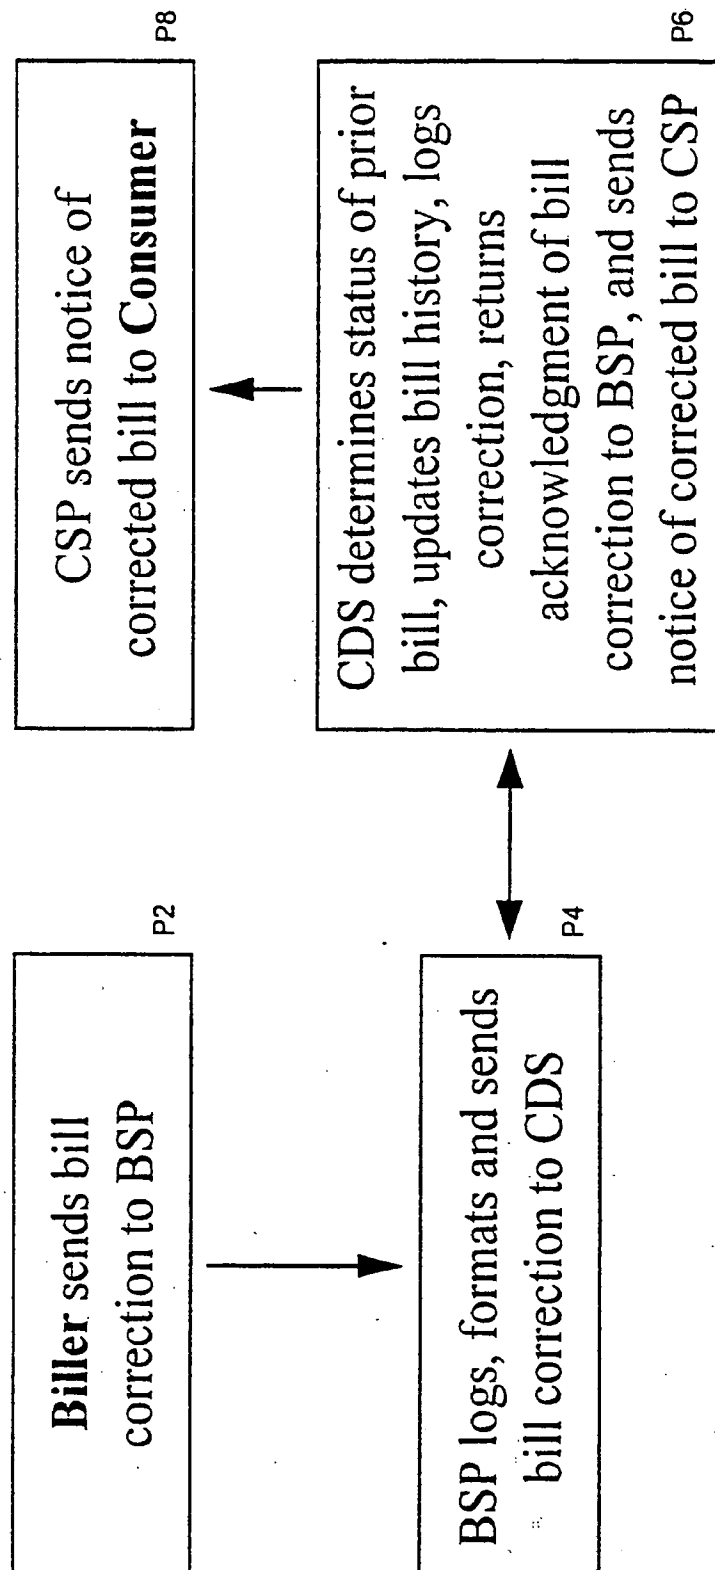 Biller sends bill
correction to BSP
P2
BSP logs, formats and sends
bill correction to CDS
P4
CDS determines status of prior
bill, updates bill history, logs
correction, returns
acknowledgment of bill
correction to BSP, and sends
notice of corrected bill to CSP
P6
CSP sends notice of
corrected bill to Consumer
P8